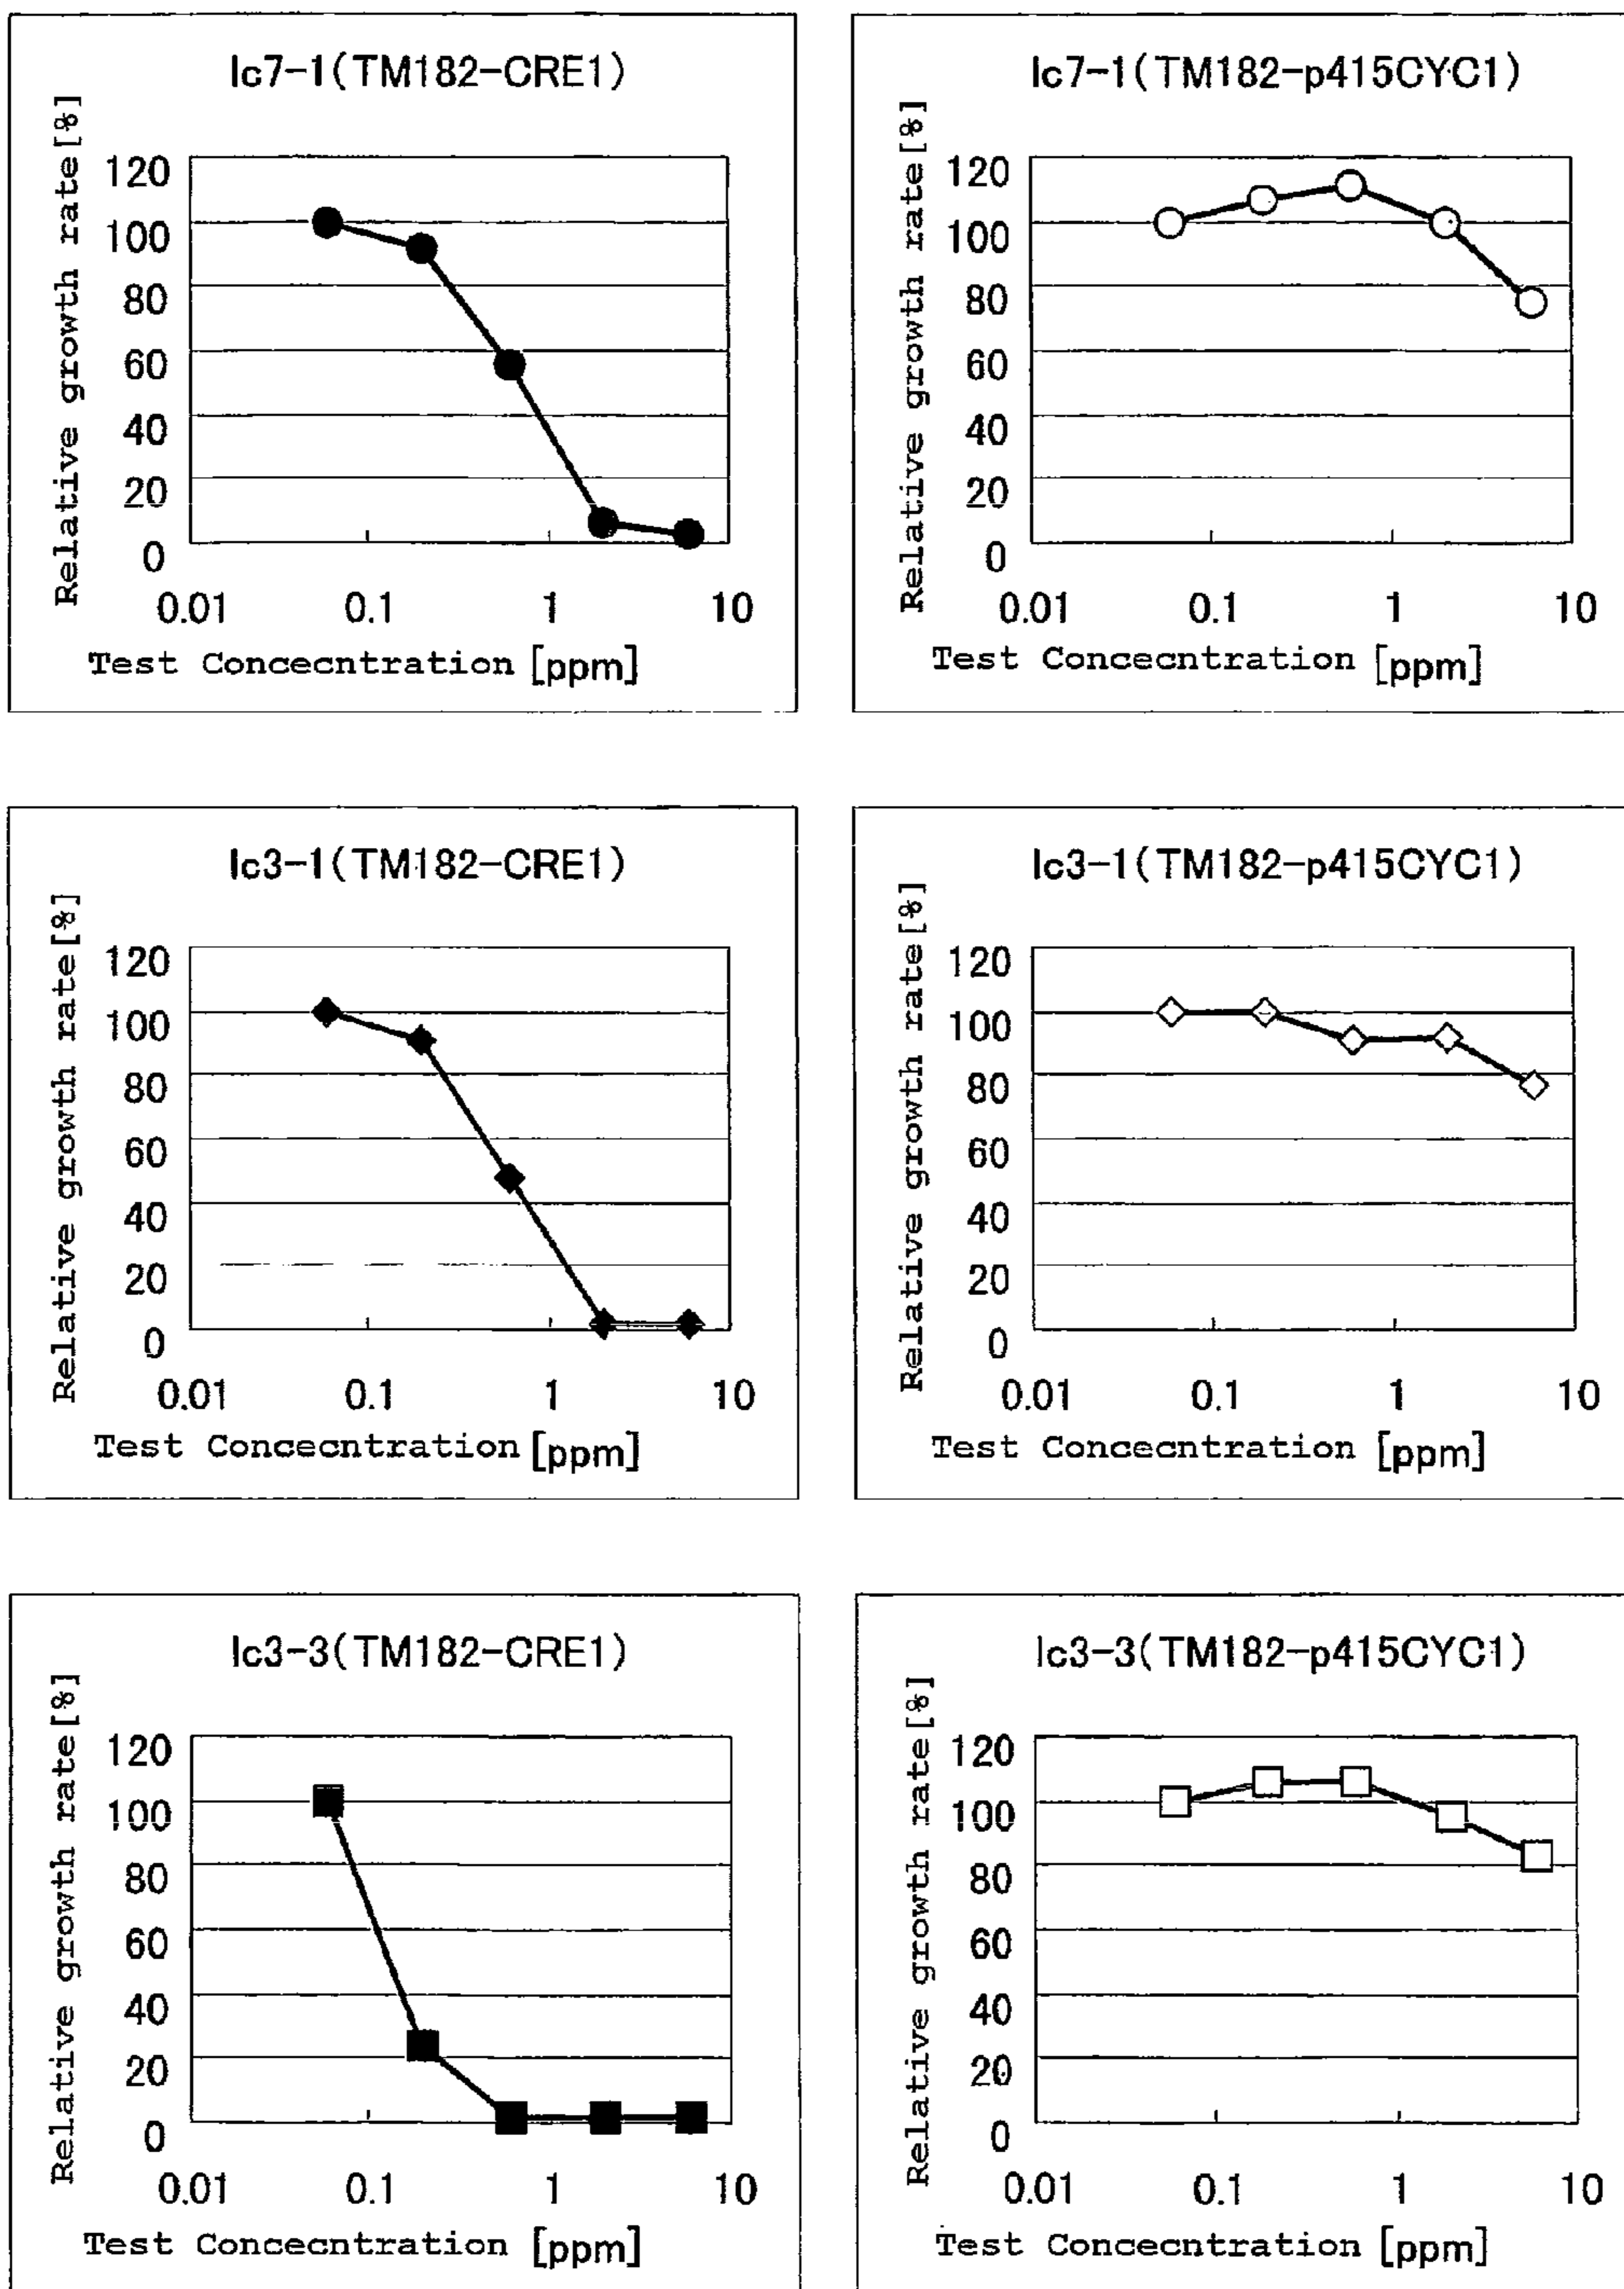 Ic7-1(TM182-CRE1)
Relative growth rate[%]
120
100
80
60
40
20
0
0.01 0.1 1 10
Test Concecntration [ppm]
Ic7-1(TM182-p415CYC1)
Relative growth rate[%]
120
100
80
60
40
20
0
0.01 0.1 1 10
Test Concecntration [ppm]
Ic3-1(TM182-CRE1)
Relative growth rate[%]
120
100
80
60
40
20
0
0.01 0.1 1 10
Test Concecntration [ppm]
Ic3-1(TM182-p415CYC1)
Relative growth rate[%]
120
100
80
60
40
20
0
0.01 0.1 1 10
Test Concecntration [ppm]
Ic3-3(TM182-CRE1)
Relative growth rate[%]
120
100
80
60
40
20
0
0.01 0.1 1 10
Test Concecntration [ppm]
Ic3-3(TM182-p415CYC1)
Relative growth rate[%]
120
100
80
60
40
20
0
0.01 0.1 1 10
Test Concecntration [ppm]